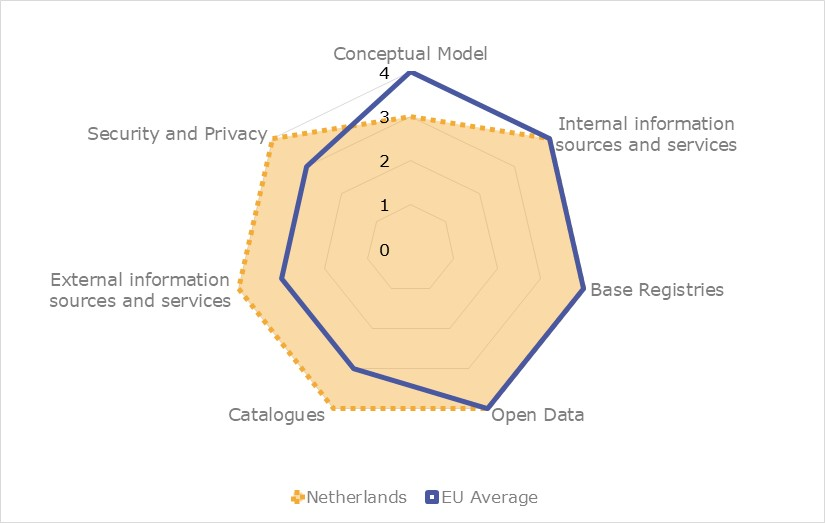 Conceptual Model
4
Internal information
sources and services
3
Security and Privacy
2
1
0
External information
sources and services
Base Registries
Catalogues
Open Data
Netherlands EU Average